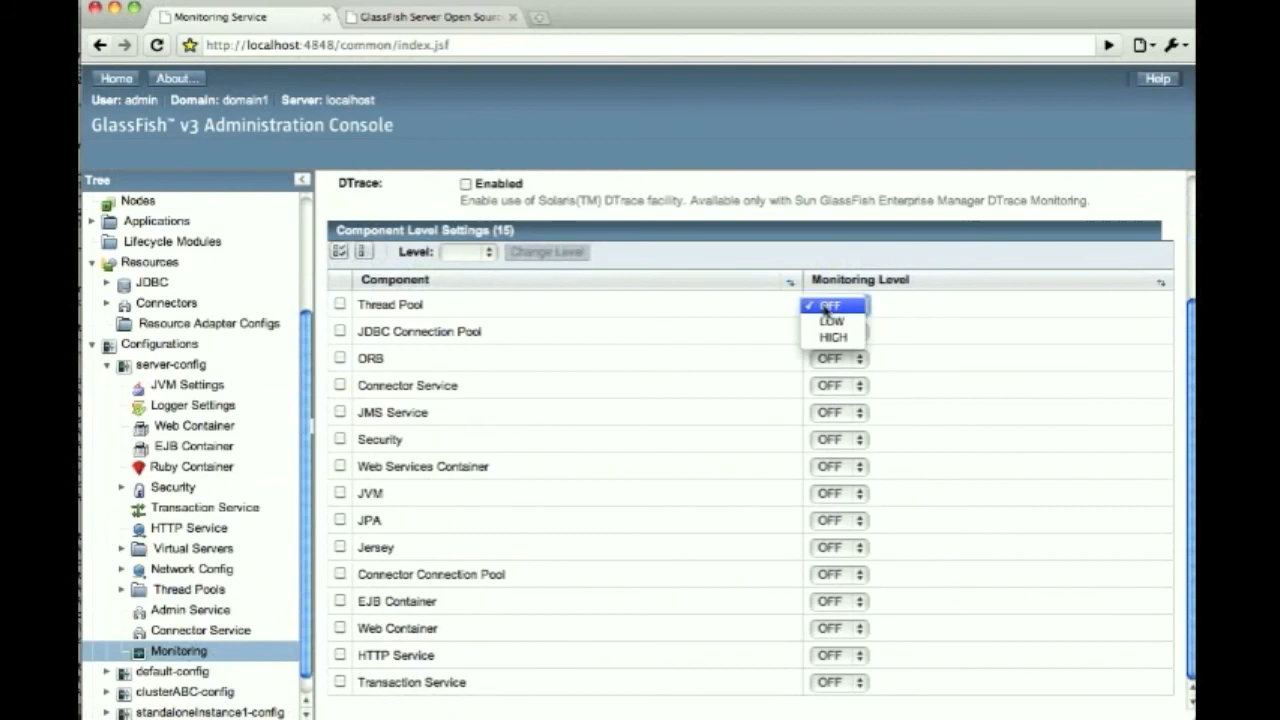 Monitoring Service
GlassFish Server Open Sourc
http://localhost:4848/common/index.jsf
Home About... Help
User: admin Domain: domain1 Server: localhost
GlassFish™ v3 Administration Console
Tree
Nodes
Applications
Lifecycle Modules
Resources
JDBC
Connectors
Resource Adapter Configs
Configurations
server-config
JVM Settings
Logger Settings
Web Container
EJB Container
Ruby Container
Security
Transaction Service
HTTP Service
Virtual Servers
Network Config
Thread Pools
Admin Service
Connector Service
Monitoring
default-config
clusterABC-config
standaloneInstance1-config
DTrace: Enabled
Enable use of Solaris(TM) DTrace facility. Available only with Sun GlassFish Enterprise Manager DTrace Monitoring.
Component Level Settings (15)
Level: Change Level
Component Monitoring Level
Thread Pool OFF
LOW
JDBC Connection Pool
HIGH
ORB OFF
Connector Service OFF
JMS Service OFF
Security OFF
Web Services Container OFF
JVM OFF
JPA OFF
Jersey OFF
Connector Connection Pool OFF
EJB Container OFF
Web Container OFF
HTTP Service OFF
Transaction Service OFF